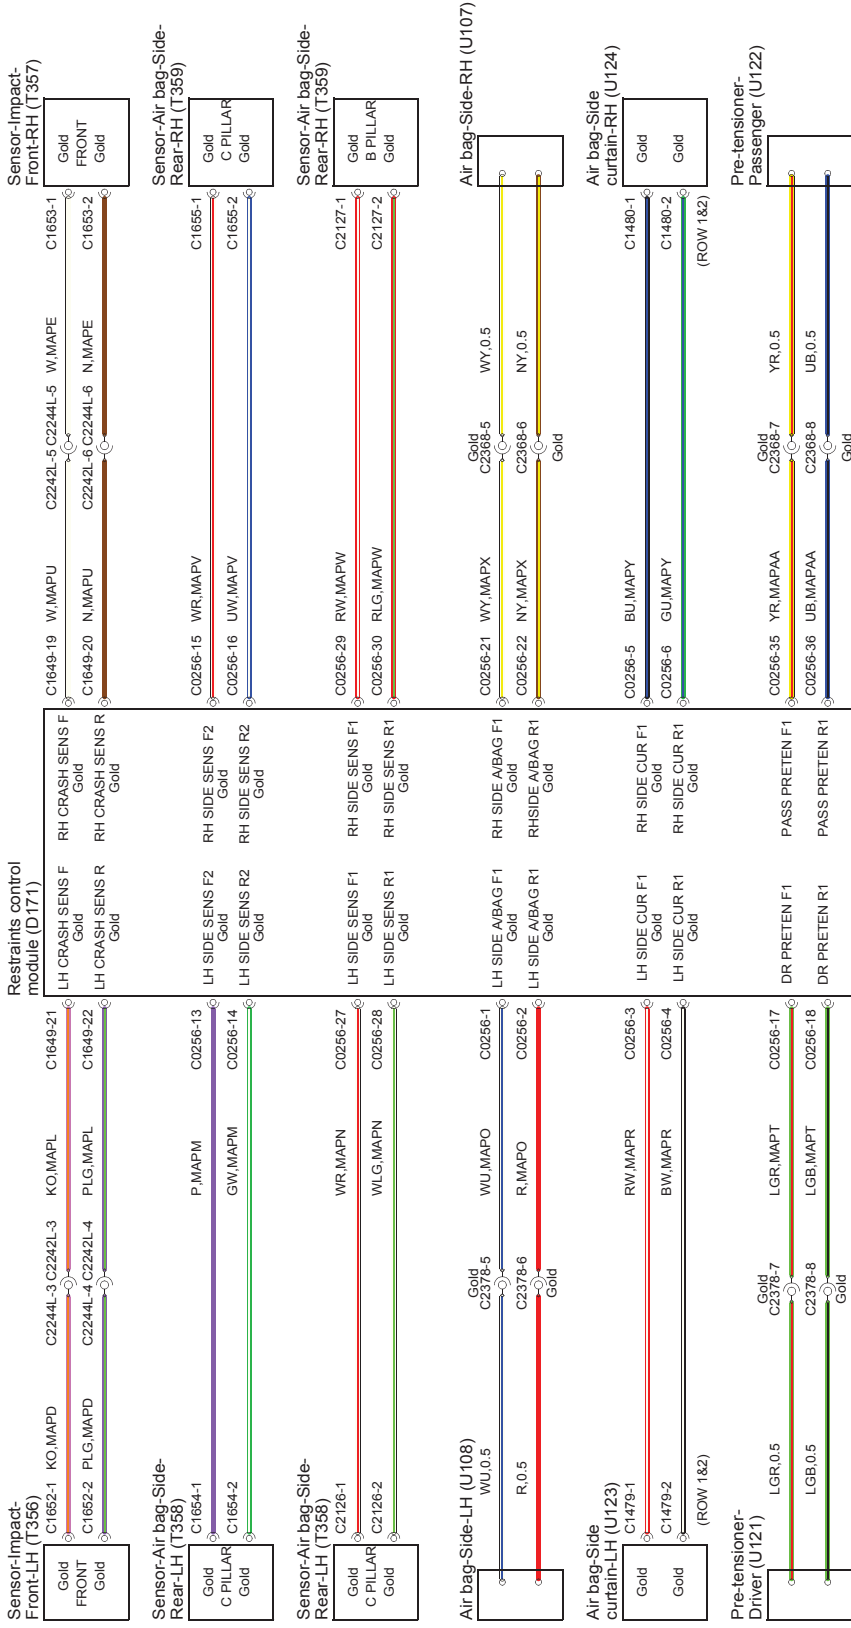 Sensor-Impact-
Front-LH (T356)
Gold
FRONT
Gold
C1652-1
KO,MAPD
C2244L-3
C2242L-3
KO,MAPL
C1649-21
C1652-2
PLG,MAPD
C2244L-4
C2242L-4
PLG,MAPL
C1649-22
Restraints control
module (D171)
LH CRASH SENS F
Gold
RH CRASH SENS F
Gold
LH CRASH SENS R
Gold
RH CRASH SENS R
Gold
C1649-19
W,MAPU
C2242L-5
C2244L-5
W,MAPE
C1653-1
C1649-20
N,MAPU
C2242L-6
C2244L-6
N,MAPE
C1653-2
Sensor-Impact-
Front-RH (T357)
Gold
FRONT
Gold
Sensor-Air bag-Side-
Rear-LH (T358)
Gold
C PILLAR
Gold
C1654-1
P,MAPM
C0256-13
C1654-2
GW,MAPM
C0256-14
LH SIDE SENS F2
Gold
RH SIDE SENS F2
Gold
LH SIDE SENS R2
Gold
RH SIDE SENS R2
Gold
C0256-15
WR,MAPV
C1655-1
C0256-16
UW,MAPV
C1655-2
Sensor-Air bag-Side-
Rear-RH (T359)
Gold
C PILLAR
Gold
Sensor-Air bag-Side-
Rear-LH (T358)
Gold
C PILLAR
Gold
C2126-1
WR,MAPN
C0256-27
C2126-2
WLG,MAPN
C0256-28
LH SIDE SENS F1
Gold
RH SIDE SENS F1
Gold
LH SIDE SENS R1
Gold
RH SIDE SENS R1
Gold
C0256-29
RW,MAPW
C2127-1
C0256-30
RLG,MAPW
C2127-2
Sensor-Air bag-Side-
Rear-RH (T359)
Gold
B PILLAR
Gold
Air bag-Side-LH (U108)
WU,0.5
Gold
C2378-5
WU,MAPO
C0256-1
R,0.5
C2378-6
Gold
R,MAPO
C0256-2
LH SIDE A/BAG F1
Gold
RH SIDE A/BAG F1
Gold
LH SIDE A/BAG R1
Gold
RHSIDE A/BAG R1
Gold
C0256-21
WY,MAPX
Gold
C2368-5
WY,0.5
C0256-22
NY,MAPX
C2368-6
Gold
NY,0.5
Air bag-Side-RH (U107)
Air bag-Side
curtain-LH (U123)
Gold
Gold
C1479-1
RW,MAPR
C0256-3
C1479-2
BW,MAPR
C0256-4
(ROW 1&2)
LH SIDE CUR F1
Gold
RH SIDE CUR F1
Gold
LH SIDE CUR R1
Gold
RH SIDE CUR R1
Gold
C0256-5
BU,MAPY
C1480-1
C0256-6
GU,MAPY
C1480-2
(ROW 1&2)
Air bag-Side
curtain-RH (U124)
Gold
Gold
Pre-tensioner-
Driver (U121)
LGR,0.5
Gold
C2378-7
LGR,MAPT
C0256-17
LGB,0.5
C2378-8
Gold
LGB,MAPT
C0256-18
DR PRETEN F1
PASS PRETEN F1
DR PRETEN R1
PASS PRETEN R1
C0256-35
YR,MAPAA
Gold
C2368-7
YR,0.5
C0256-36
UB,MAPAA
C2368-8
Gold
UB,0.5
Pre-tensioner-
Passenger (U122)